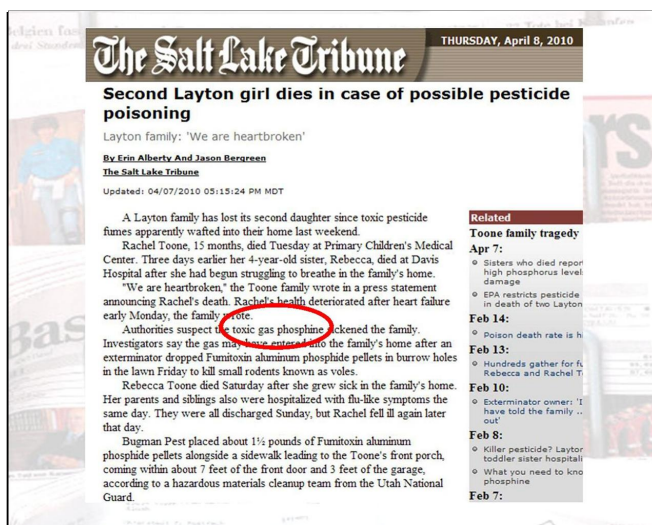 The Salt Lake Tribune
THURSDAY, April 8, 2010
Second Layton girl dies in case of possible pesticide
poisoning
Layton family: 'We are heartbroken'
By Erin Alberty And Jason Bergreen
The Salt Lake Tribune
Updated: 04/07/2010 05:15:24 PM MDT
A Layton family has lost its second daughter since toxic pesticide
fumes apparently wafted into their home last weekend.
Rachel Toone, 15 months, died Tuesday at Primary Children's Medical
Center. Three days earlier her 4-year-old sister, Rebecca, died at Davis
Hospital after she had begun struggling to breathe in the family's home.
"We are heartbroken," the Toone family wrote in a press statement
announcing Rachel's death. Rachel's health deteriorated after heart failure
early Monday, the family wrote.
Authorities suspect the toxic gas phosphine sickened the family.
Investigators say the gas may have entered into the family's home after an
exterminator dropped Fumitoxin aluminum phosphide pellets in burrow holes
in the lawn Friday to kill small rodents known as voles.
Rebecca Toone died Saturday after she grew sick in the family's home.
Her parents and siblings also were hospitalized with flu-like symptoms the
same day. They were all discharged Sunday, but Rachel fell ill again later
that day.
Bugman Pest placed about 1½ pounds of Fumitoxin aluminum
phosphide pellets alongside a sidewalk leading to the Toone's front porch,
coming within about 7 feet of the front door and 3 feet of the garage,
according to a hazardous materials cleanup team from the Utah National
Guard.
Related
Toone family tragedy
Apr 7:
Sisters who died repor
high phosphorus level
damage
EPA restricts pesticide
in death of two Layton
Feb 14:
Poison death rate is hi
Feb 13:
Hundreds gather for fu
Rebecca and Rachel T
Feb 10:
Exterminator owner: 'I
have told the family ..
out'
Feb 8:
Killer pesticide? Layton
toddler sister hospitali
What you need to kno
phosphine
Feb 7: